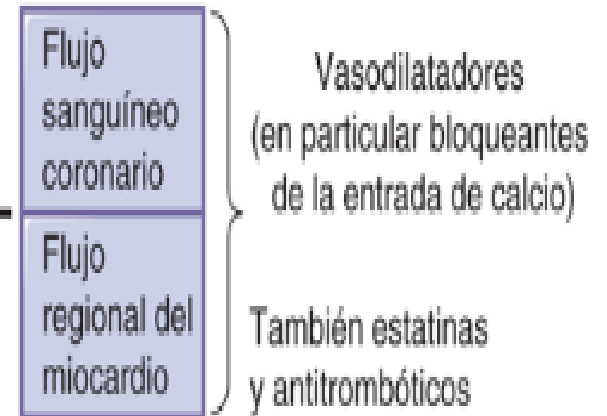 Flujo
sanguíneo
coronario
Flujo
regional del
miocardio
Vasodilatadores
(en particular bloqueantes
de la entrada de calcio)
También estatinas
y antitrombóticos